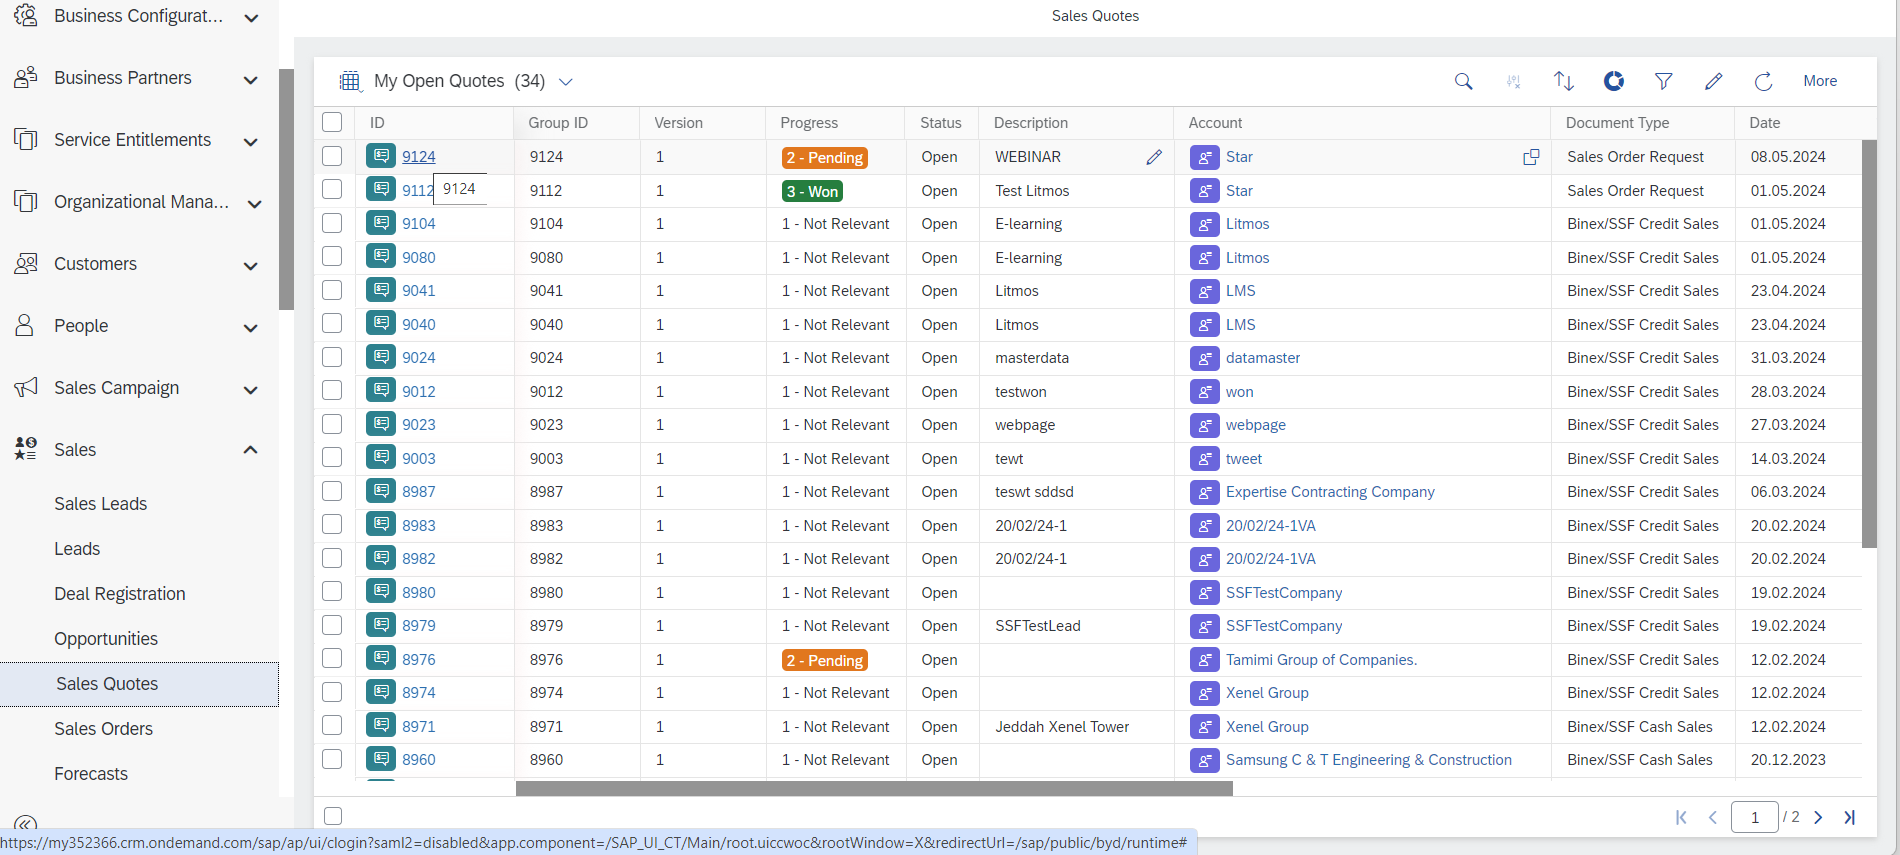 Sales Quotes
Business Configurat...
Business Partners
Service Entitlements
Organizational Mana...
Customers
People
Sales Campaign
Sales
Sales Leads
Leads
Deal Registration
Opportunities
Sales Quotes
Sales Orders
Forecasts
My Open Quotes (34)
More
ID Group ID Version Progress Status Description Account Document Type Date
9124 9124 1 2 - Pending Open WEBINAR Star Sales Order Request 08.05.2024
9112 9112 1 3 - Won Open Test Litmos Star Sales Order Request 01.05.2024
9124
9104 9104 1 1 - Not Relevant Open E-learning Litmos Binex/SSF Credit Sales 01.05.2024
9080 9080 1 1 - Not Relevant Open E-learning Litmos Binex/SSF Credit Sales 01.05.2024
9041 9041 1 1 - Not Relevant Open Litmos LMS Binex/SSF Credit Sales 23.04.2024
9040 9040 1 1 - Not Relevant Open Litmos LMS Binex/SSF Credit Sales 23.04.2024
9024 9024 1 1 - Not Relevant Open masterdata datamaster Binex/SSF Credit Sales 31.03.2024
9012 9012 1 1 - Not Relevant Open testwon won Binex/SSF Credit Sales 28.03.2024
9023 9023 1 1 - Not Relevant Open webpage webpage Binex/SSF Credit Sales 27.03.2024
9003 9003 1 1 - Not Relevant Open tewt tweet Binex/SSF Credit Sales 14.03.2024
8987 8987 1 1 - Not Relevant Open teswt sddsd Expertise Contracting Company Binex/SSF Credit Sales 06.03.2024
8983 8983 1 1 - Not Relevant Open 20/02/24-1 20/02/24-1VA Binex/SSF Credit Sales 20.02.2024
8982 8982 1 1 - Not Relevant Open 20/02/24-1 20/02/24-1VA Binex/SSF Credit Sales 20.02.2024
8980 8980 1 1 - Not Relevant Open SSFTestCompany Binex/SSF Credit Sales 19.02.2024
8979 8979 1 1 - Not Relevant Open SSFTestLead SSFTestCompany Binex/SSF Credit Sales 19.02.2024
8976 8976 1 2 - Pending Open Tamimi Group of Companies. Binex/SSF Credit Sales 12.02.2024
8974 8974 1 1 - Not Relevant Open Xenel Group Binex/SSF Credit Sales 12.02.2024
8971 8971 1 1 - Not Relevant Open Jeddah Xenel Tower Xenel Group Binex/SSF Cash Sales 12.02.2024
8960 8960 1 1 - Not Relevant Open Samsung C & T Engineering & Construction Binex/SSF Cash Sales 20.12.2023
1 / 2
https://my352366.crm.ondemand.com/sap/ap/ui/clogin?saml2=disabled&app.component=/SAP_UI_CT/Main/root.uiccwoc&rootWindow=X&redirectUrl=/sap/public/byd/runtime#